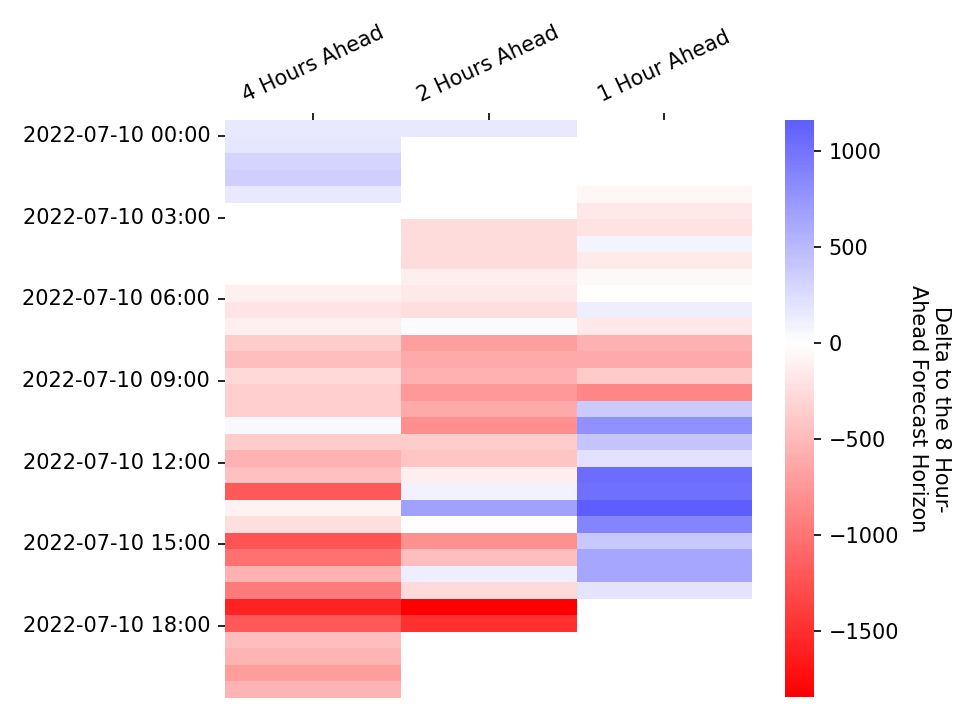 4 Hours Ahead
2 Hours Ahead
1 Hour Ahead
2022-07-10 00:00
2022-07-10 03:00
2022-07-10 06:00
2022-07-10 09:00
2022-07-10 12:00
2022-07-10 15:00
2022-07-10 18:00
1000
500
0
−500
−1000
−1500
Delta to the 8 Hour-
Ahead Forecast Horizon